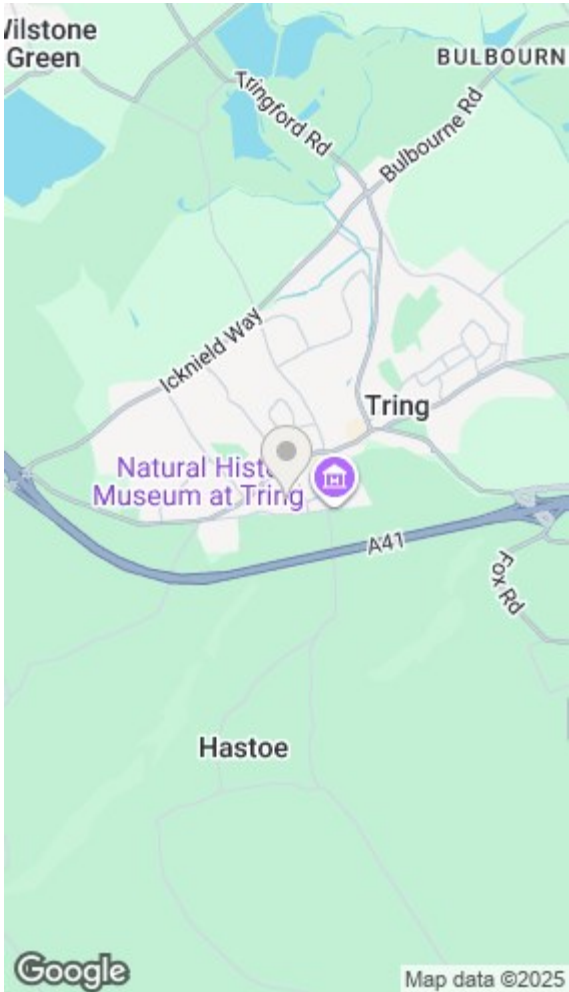 Wilstone
Green
BULBOURN
Tringford Rd
Bulbourne Rd
Icknield Way
Tring
Natural Histo
Museum at Tring
A41
Fox Rd
Hastoe
Google
Map data ©2025